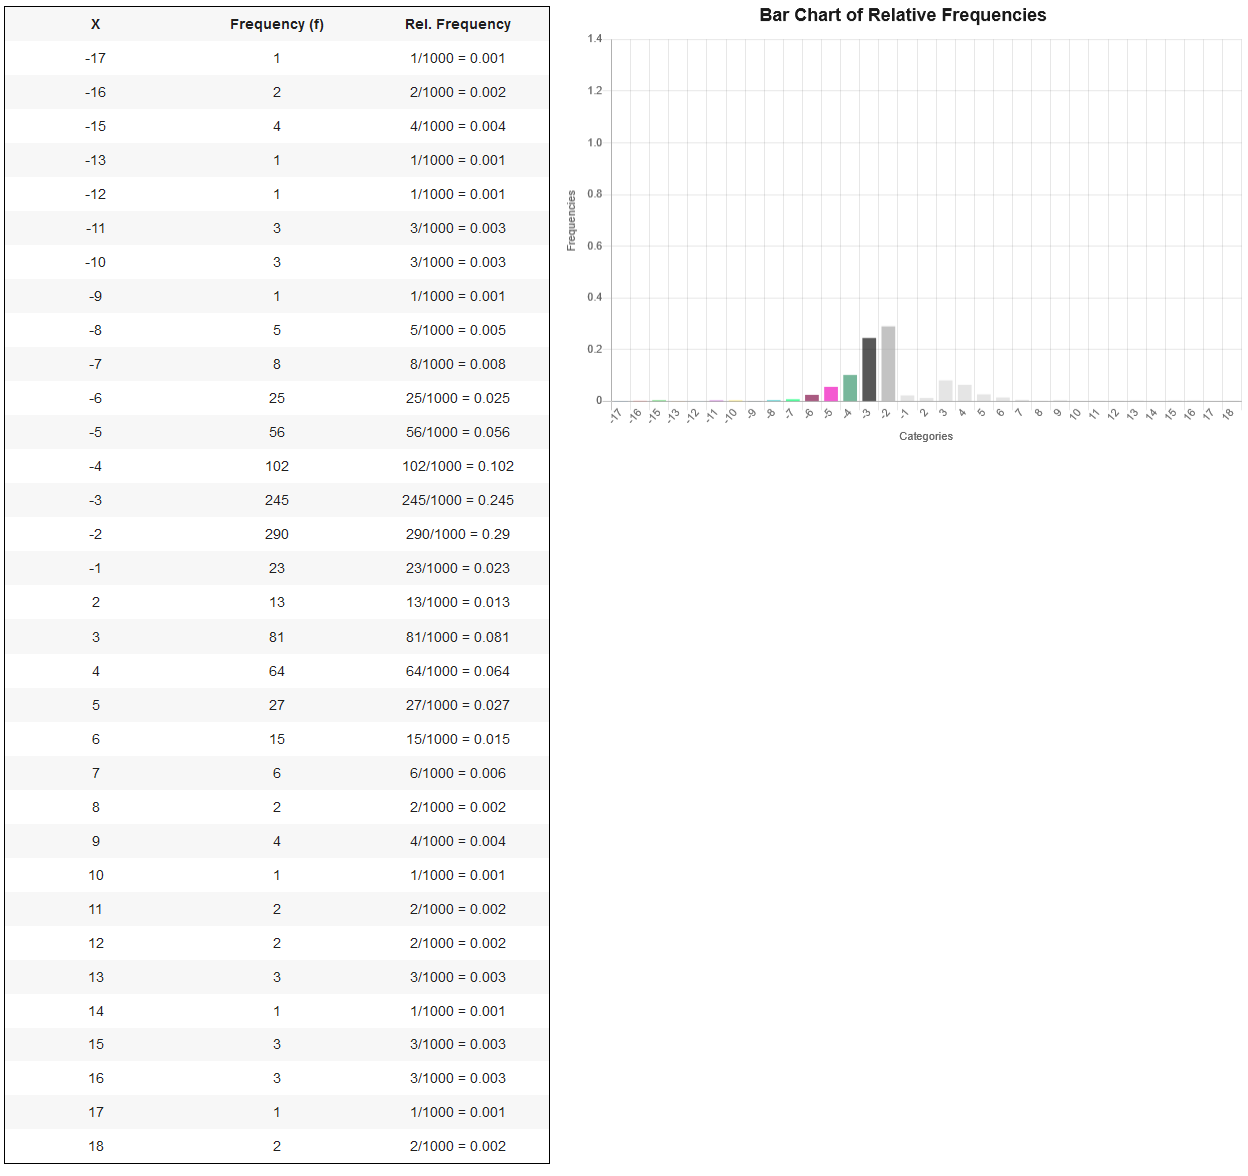 X Frequency (f) Rel. Frequency
-17 1 1/1000 = 0.001
-16 2 2/1000 = 0.002
-15 4 4/1000 = 0.004
-13 1 1/1000 = 0.001
-12 1 1/1000 = 0.001
-11 3 3/1000 = 0.003
-10 3 3/1000 = 0.003
-9 1 1/1000 = 0.001
-8 5 5/1000 = 0.005
-7 8 8/1000 = 0.008
-6 25 25/1000 = 0.025
-5 56 56/1000 = 0.056
-4 102 102/1000 = 0.102
-3 245 245/1000 = 0.245
-2 290 290/1000 = 0.29
-1 23 23/1000 = 0.023
2 13 13/1000 = 0.013
3 81 81/1000 = 0.081
4 64 64/1000 = 0.064
5 27 27/1000 = 0.027
6 15 15/1000 = 0.015
7 6 6/1000 = 0.006
8 2 2/1000 = 0.002
9 4 4/1000 = 0.004
10 1 1/1000 = 0.001
11 2 2/1000 = 0.002
12 2 2/1000 = 0.002
13 3 3/1000 = 0.003
14 1 1/1000 = 0.001
15 3 3/1000 = 0.003
16 3 3/1000 = 0.003
17 1 1/1000 = 0.001
18 2 2/1000 = 0.002
Bar Chart of Relative Frequencies
1.4
1.2
1.0
0.8
0.6
0.4
0.2
0
Frequencies
-17 -16 -15 -13 -12 -11 -10 -9 -8 -7 -6 -5 -4 -3 -2 -1 2 3 4 5 6 7 8 9 10 11 12 13 14 15 16 17 18
Categories